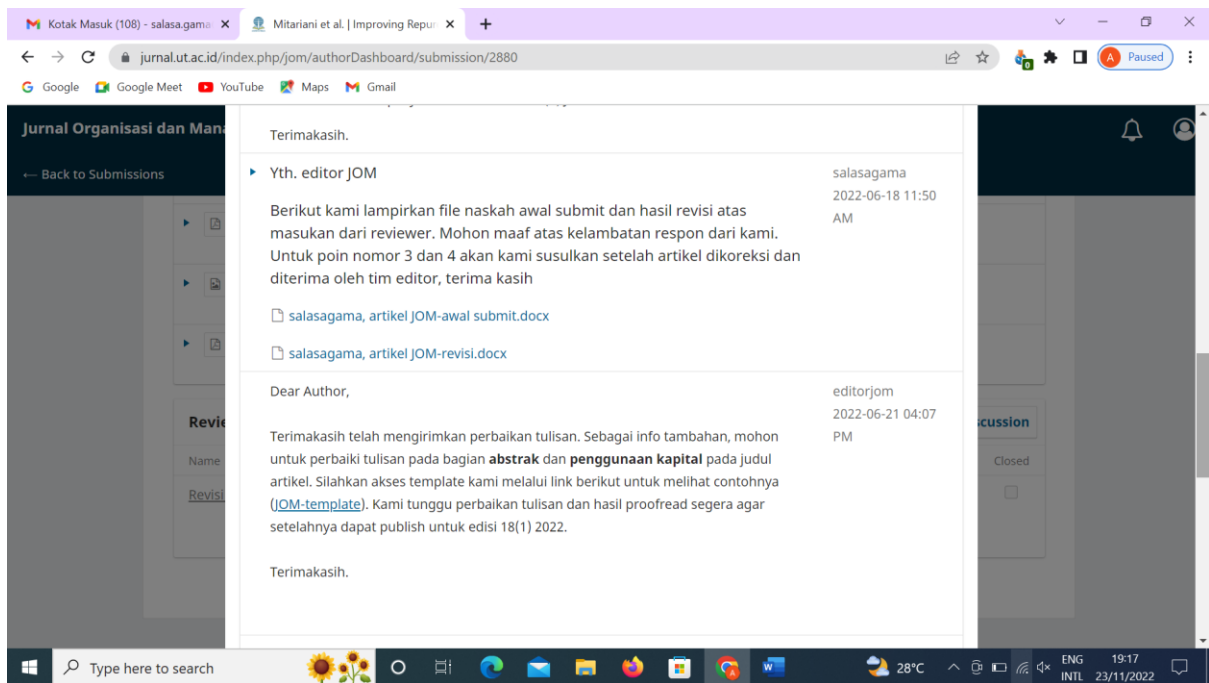 Kotak Masuk (108) - salasa.gama
Mitariani et al. | Improving Repur
jurnal.ut.ac.id/index.php/jom/authorDashboard/submission/2880
Paused
Google
Google Meet
YouTube
Maps
Gmail
Jurnal Organisasi dan Mana
← Back to Submissions
Terimakasih.
Yth. editor JOM
salasagama
2022-06-18 11:50
AM
Berikut kami lampirkan file naskah awal submit dan hasil revisi atas
masukan dari reviewer. Mohon maaf atas kelambatan respon dari kami.
Untuk poin nomor 3 dan 4 akan kami susulkan setelah artikel dikoreksi dan
diterima oleh tim editor, terima kasih
salasagama, artikel JOM-awal submit.docx
salasagama, artikel JOM-revisi.docx
Dear Author,
editorjom
2022-06-21 04:07
PM
Terimakasih telah mengirimkan perbaikan tulisan. Sebagai info tambahan, mohon
untuk perbaiki tulisan pada bagian abstrak dan penggunaan kapital pada judul
artikel. Silahkan akses template kami melalui link berikut untuk melihat contohnya
(JOM-template). Kami tunggu perbaikan tulisan dan hasil proofread segera agar
setelahnya dapat publish untuk edisi 18(1) 2022.
Terimakasih.
Revie
scussion
Name
Closed
Revisi
Type here to search
28°C
ENG
INTL
19:17
23/11/2022